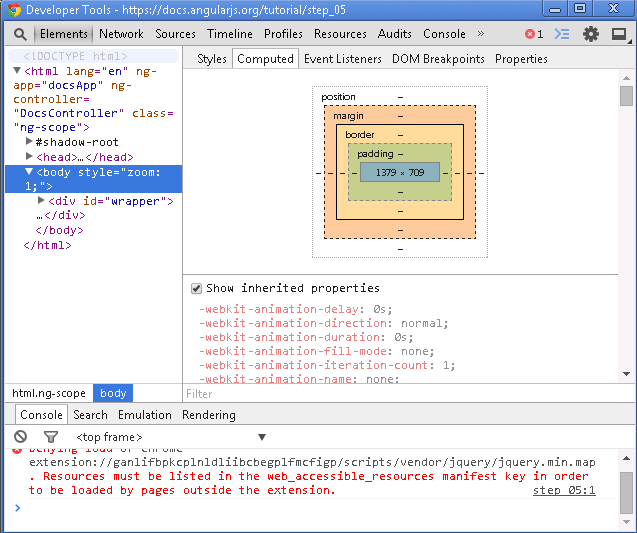 Developer Tools - https://docs.angularjs.org/tutorial/step_05
Elements Network Sources Timeline Profiles Resources Audits Console » 1
<!DOCTYPE html>
<html lang="en" ng-
app="docsApp" ng-
controller=
"DocsController" class=
"ng-scope">
#shadow-root
<head>…</head>
<body style="zoom:
1;">
<div id="wrapper">
…</div>
</body>
</html>
html.ng-scope body
Styles Computed Event Listeners DOM Breakpoints Properties
position –
margin –
border –
padding –
– – – – 1379 × 709 – – – –
–
–
–
–
Show inherited properties
-webkit-animation-delay: 0s;
-webkit-animation-direction: normal;
-webkit-animation-duration: 0s;
-webkit-animation-fill-mode: none;
-webkit-animation-iteration-count: 1;
-webkit-animation-name: none;
Filter
Console Search Emulation Rendering
<top frame> ▼
Denying load of chrome-
extension://ganlifbpkcplnldliibcbegplfmcfigp/scripts/vendor/jquery/jquery.min.map
. Resources must be listed in the web_accessible_resources manifest key in order
to be loaded by pages outside the extension. step 05:1
>